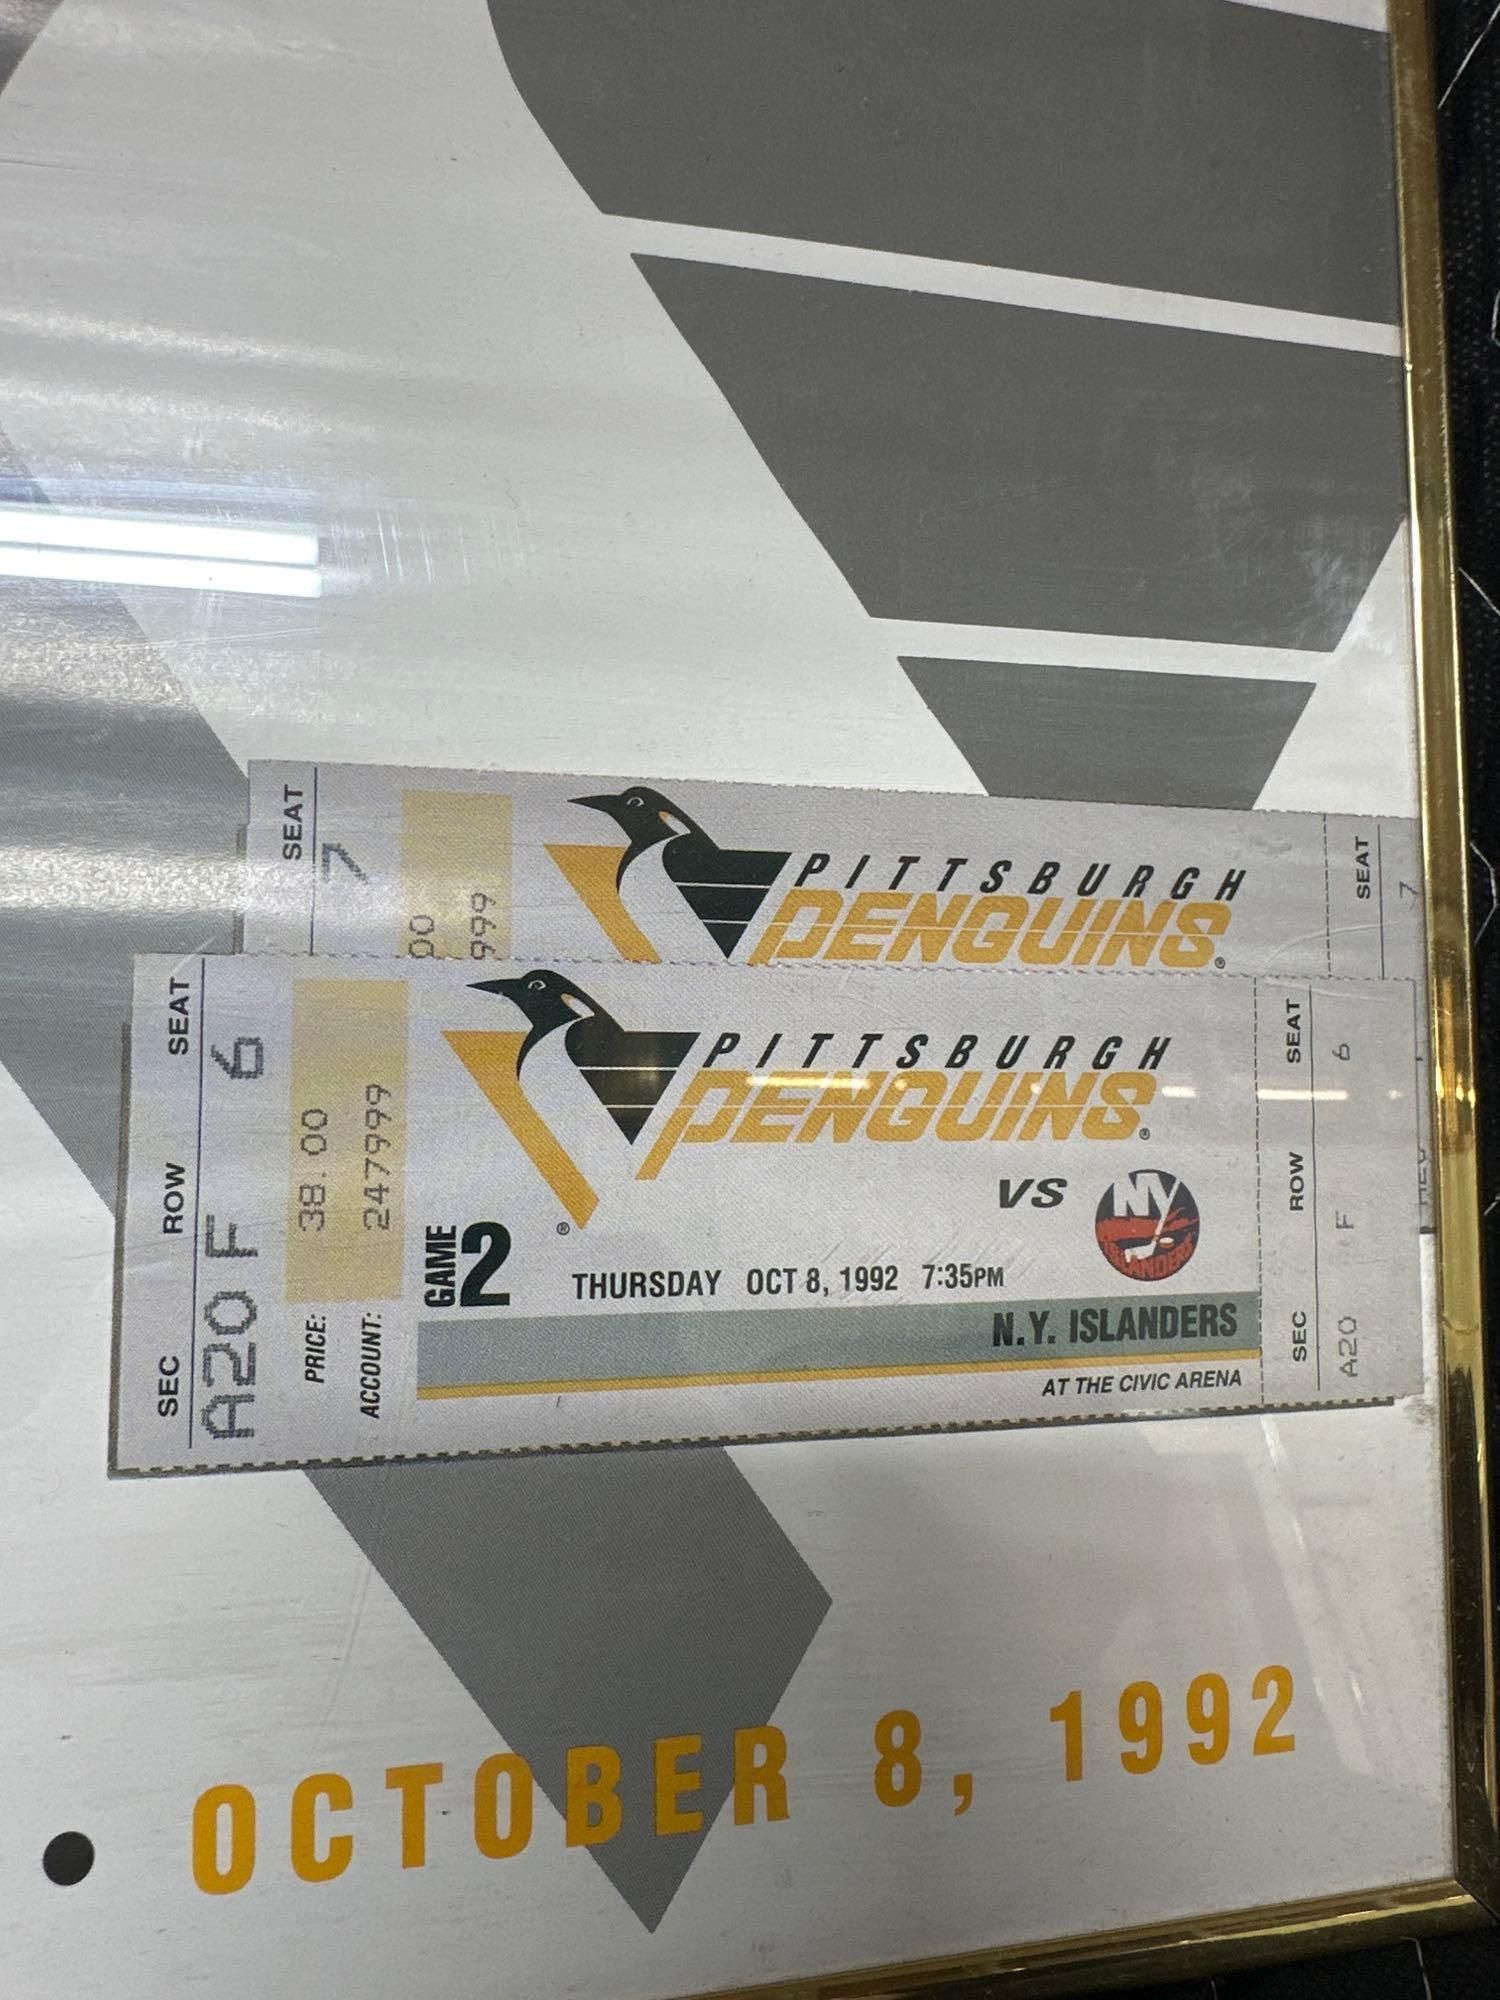 SEAT
7
00
999
PITTSBURGH
PENGUINS®
SEAT
7
SEC ROW SEAT
A20 F 6
PRICE: 38.00
ACCOUNT: 247999
PITTSBURGH
PENGUINS®
®
VS
NY
ISLANDERS
GAME 2
THURSDAY OCT 8, 1992 7:35PM
N.Y. ISLANDERS
AT THE CIVIC ARENA
SEC ROW SEAT
A20 F 6
• OCTOBER 8, 1992